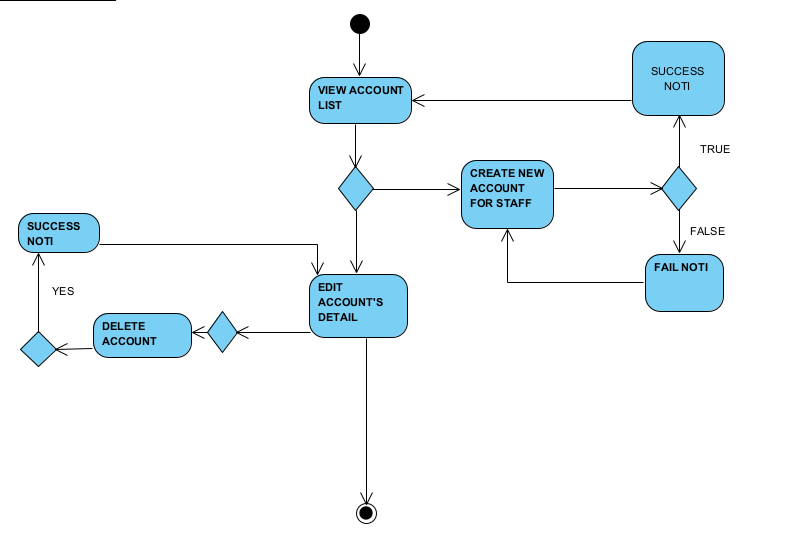 VIEW ACCOUNT
LIST
SUCCESS
NOTI
TRUE
CREATE NEW
ACCOUNT
FOR STAFF
FALSE
FAIL NOTI
SUCCESS
NOTI
YES
EDIT
ACCOUNT'S
DETAIL
DELETE
ACCOUNT